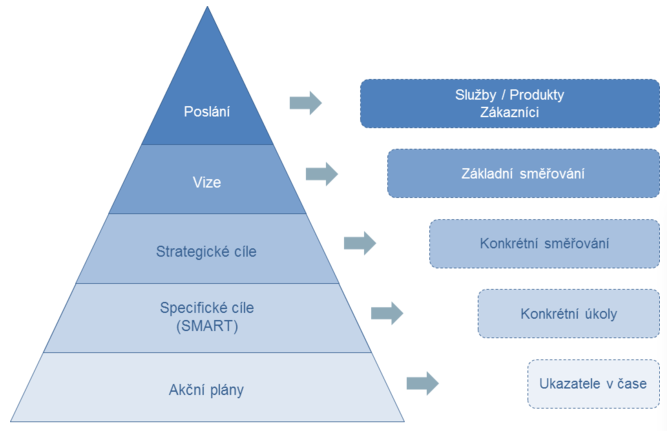 Poslání
Služby / Produkty
Zákazníci
Vize
Základní směřování
Strategické cíle
Konkrétní směřování
Specifické cíle
(SMART)
Konkrétní úkoly
Akční plány
Ukazatele v čase